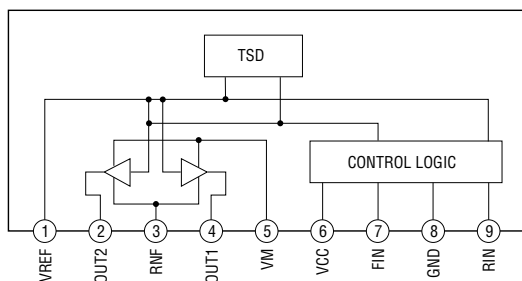 TSD
CONTROL LOGIC
1 2 3 4 5 6 7 8 9
VREF
OUT2
RNF
OUT1
VM
VCC
FIN
GND
RIN